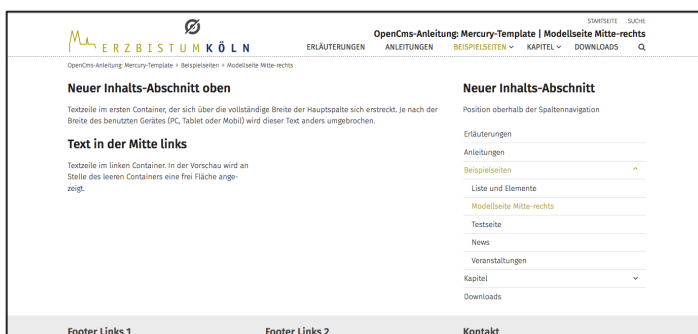 STARTSEITE SUCHE
OpenCms-Anleitung: Mercury-Template | Modellseite Mitte-rechts
ERZBISTUM KÖLN
ERLÄUTERUNGEN ANLEITUNGEN BEISPIELSEITEN KAPITEL DOWNLOADS
OpenCms-Anleitung: Mercury-Template > Beispielseiten > Modellseite Mitte-rechts
Neuer Inhalts-Abschnitt oben
Textzeile im ersten Container, der sich über die vollständige Breite der Hauptspalte sich erstreckt. Je nach der
Breite des benutzten Gerätes (PC, Tablet oder Mobil) wird dieser Text anders umgebrochen.
Text in der Mitte links
Textzeile im linken Container. In der Vorschau wird an
Stelle des leeren Containers eine frei Fläche ange-
zeigt.
Neuer Inhalts-Abschnitt
Position oberhalb der Spaltennavigation
Erläuterungen
Anleitungen
Beispielseiten
Liste und Elemente
Modellseite Mitte-rechts
Testseite
News
Veranstaltungen
Kapitel
Downloads
Footer Links 1
Footer Links 2
Kontakt